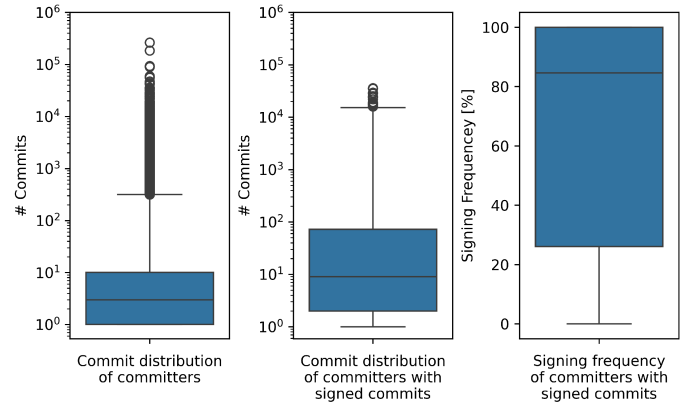 10^6
10^5
10^4
10^3
10^2
10^1
10^0
# Commits
Commit distribution
of committers
10^6
10^5
10^4
10^3
10^2
10^1
10^0
# Commits
Commit distribution
of committers with
signed commits
100
80
60
40
20
0
Signing Frequencey [%]
Signing frequency
of committers with
signed commits